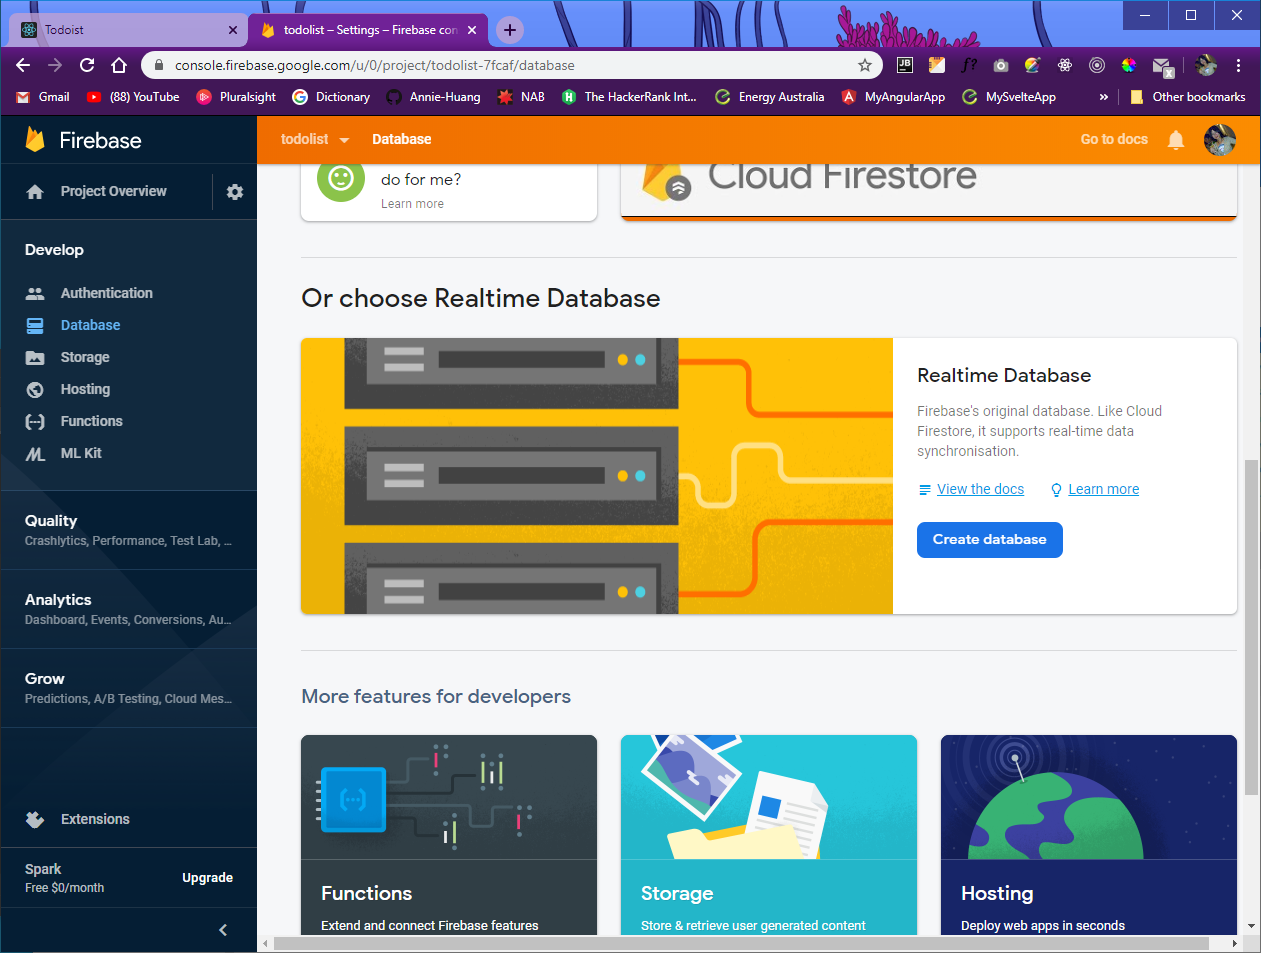 Todoist
todolist – Settings – Firebase con
console.firebase.google.com/u/0/project/todolist-7fcaf/database
Gmail
(88) YouTube
Pluralsight
Dictionary
Annie-Huang
NAB
The HackerRank Int...
Energy Australia
MyAngularApp
MySvelteApp
»
Other bookmarks
Firebase
todolist
Database
Go to docs
Project Overview
do for me?
Learn more
Cloud Firestore
Develop
Authentication
Database
Storage
Hosting
Functions
ML Kit
Quality
Crashlytics, Performance, Test Lab, ...
Analytics
Dashboard, Events, Conversions, Au...
Grow
Predictions, A/B Testing, Cloud Mes...
Extensions
Spark
Free $0/month
Upgrade
Or choose Realtime Database
Realtime Database
Firebase's original database. Like Cloud
Firestore, it supports real-time data
synchronisation.
View the docs
Learn more
Create database
More features for developers
Functions
Extend and connect Firebase features
Storage
Store & retrieve user generated content
Hosting
Deploy web apps in seconds